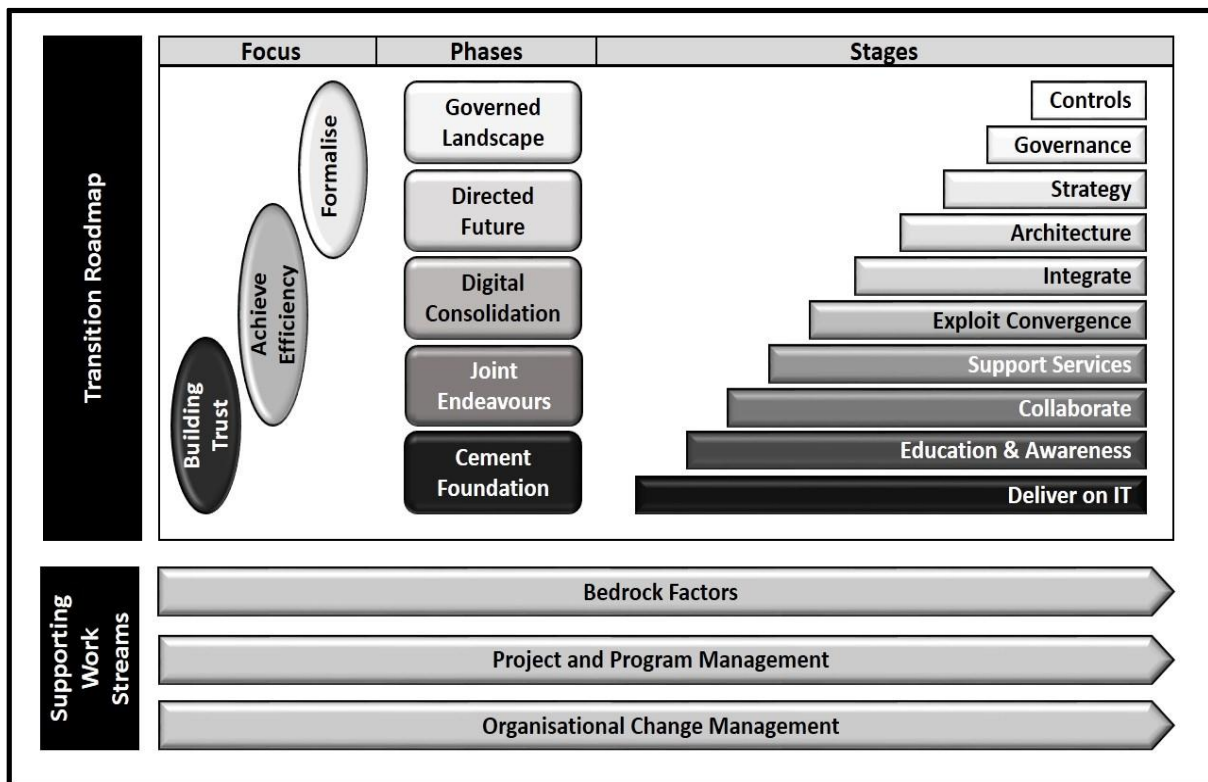 Transition Roadmap
Focus
Phases
Stages
Formalise
Achieve
Efficiency
Building
Trust
Governed
Landscape
Directed
Future
Digital
Consolidation
Joint
Endeavours
Cement
Foundation
Controls
Governance
Strategy
Architecture
Integrate
Exploit Convergence
Support Services
Collaborate
Education & Awareness
Deliver on IT
Supporting
Work
Streams
Bedrock Factors
Project and Program Management
Organisational Change Management